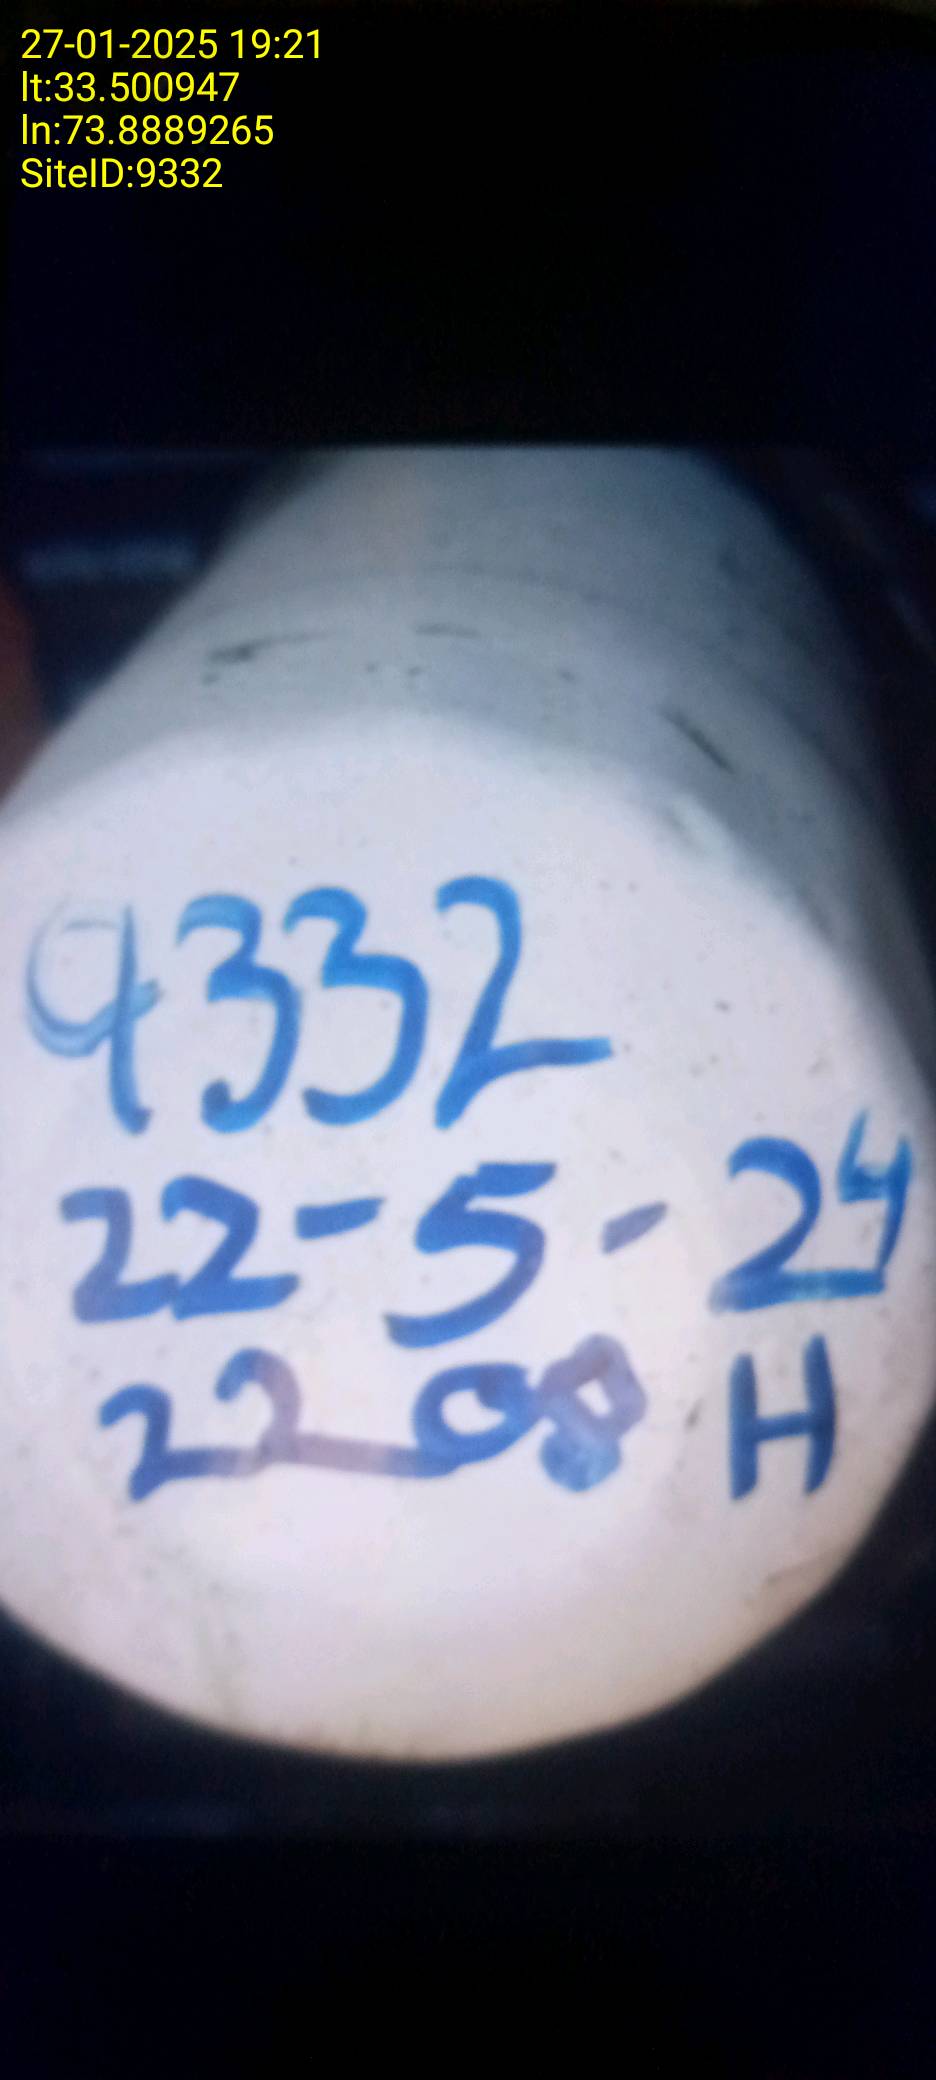 27-01-2025 19:21
lt:33.500947
ln:73.8889265
SiteID:9332
9332
22-5-24
2208 H